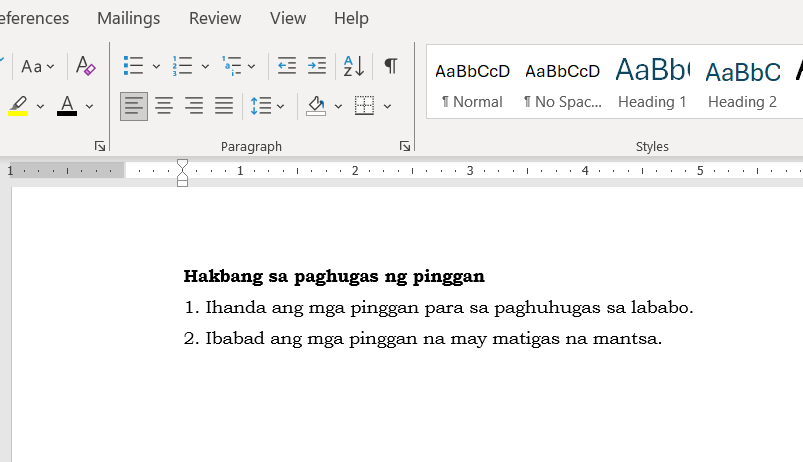 Mailings Review View Help
Aa A A
A Z ¶
AaBbCcD AaBbCcD AaBb( AaBbCC
¶ Normal ¶ No Spac... Heading 1 Heading 2
Paragraph Styles
1 1 2 3 4 5
Hakbang sa paghugas ng pinggan
1. Ihanda ang mga pinggan para sa paghuhugas sa lababo.
2. Ibabad ang mga pinggan na may matigas na mantsa.